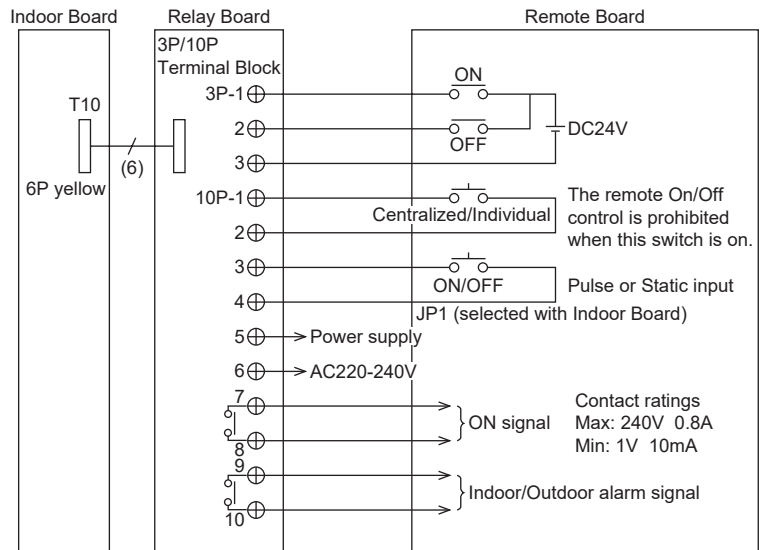 Indoor Board
Relay Board
Remote Board
3P/10P
Terminal Block
T10
(6)
6P yellow
3P-1
2
3
10P-1
2
3
4
5
6
7
8
9
10
ON
OFF
DC24V
Centralized/Individual
The remote On/Off
control is prohibited
when this switch is on.
ON/OFF
Pulse or Static input
JP1 (selected with Indoor Board)
Power supply
AC220-240V
ON signal
Contact ratings
Max: 240V 0.8A
Min: 1V 10mA
Indoor/Outdoor alarm signal